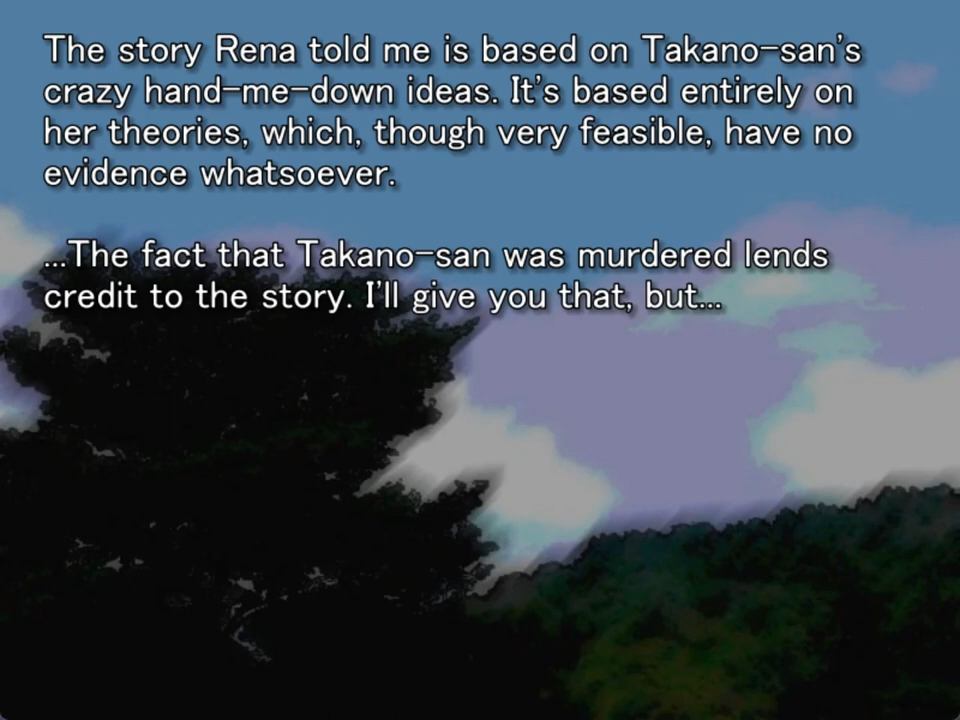 The story Rena told me is based on Takano-san's
crazy hand-me-down ideas. It's based entirely on
her theories, which, though very feasible, have no
evidence whatsoever.
...The fact that Takano-san was murdered lends
credit to the story. I'll give you that, but...